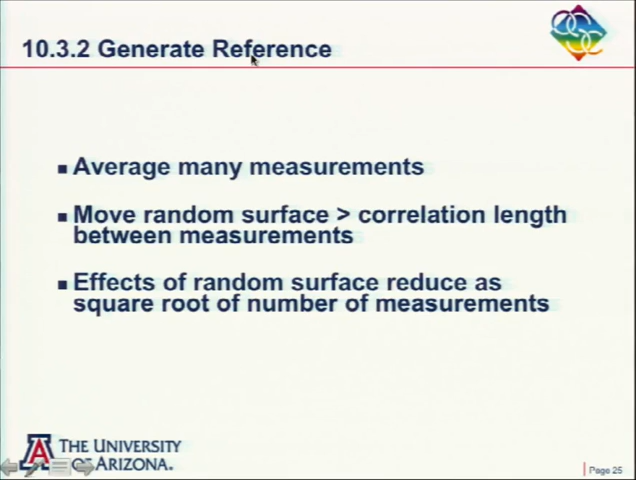 10.3.2 Generate Reference
▪ Average many measurements
▪ Move random surface > correlation length
between measurements
▪ Effects of random surface reduce as
square root of number of measurements
THE UNIVERSITY
OF ARIZONA.
Page 25